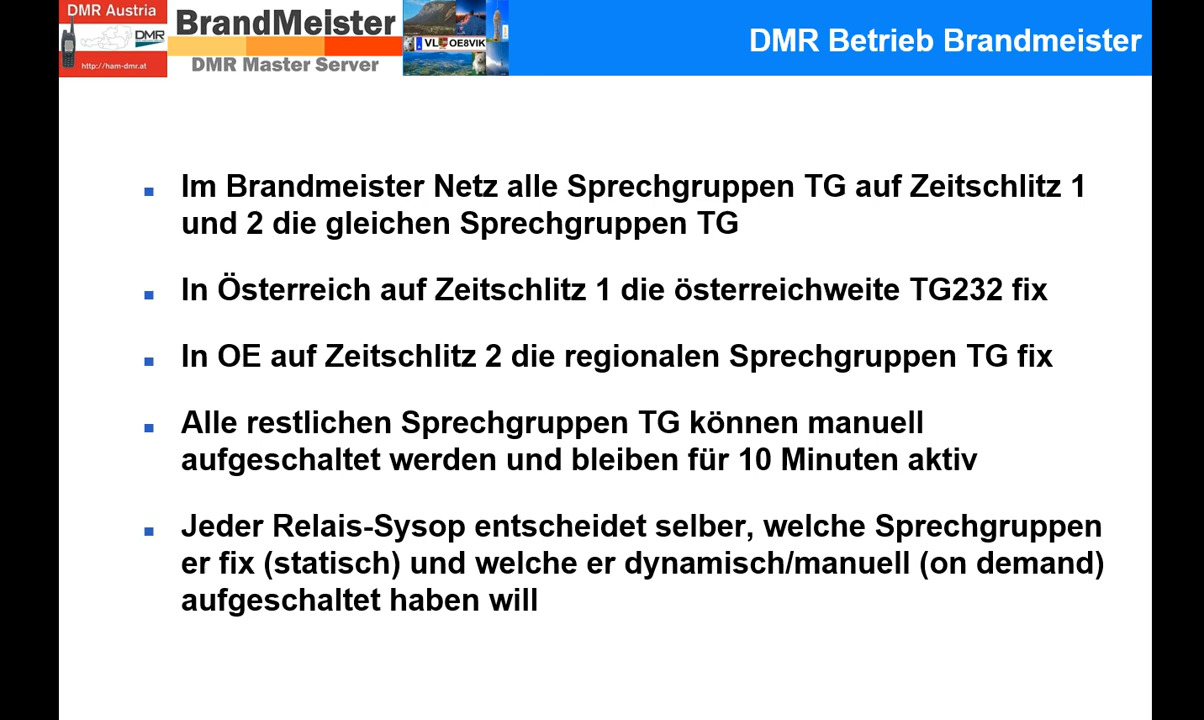 DMR Austria
DMR
http://ham-dmr.at
BrandMeister
DMR Master Server
VL OE8VIK
DMR Betrieb Brandmeister
Im Brandmeister Netz alle Sprechgruppen TG auf Zeitschlitz 1
und 2 die gleichen Sprechgruppen TG
In Österreich auf Zeitschlitz 1 die österreichweite TG232 fix
In OE auf Zeitschlitz 2 die regionalen Sprechgruppen TG fix
Alle restlichen Sprechgruppen TG können manuell
aufgeschaltet werden und bleiben für 10 Minuten aktiv
Jeder Relais-Sysop entscheidet selber, welche Sprechgruppen
er fix (statisch) und welche er dynamisch/manuell (on demand)
aufgeschaltet haben will